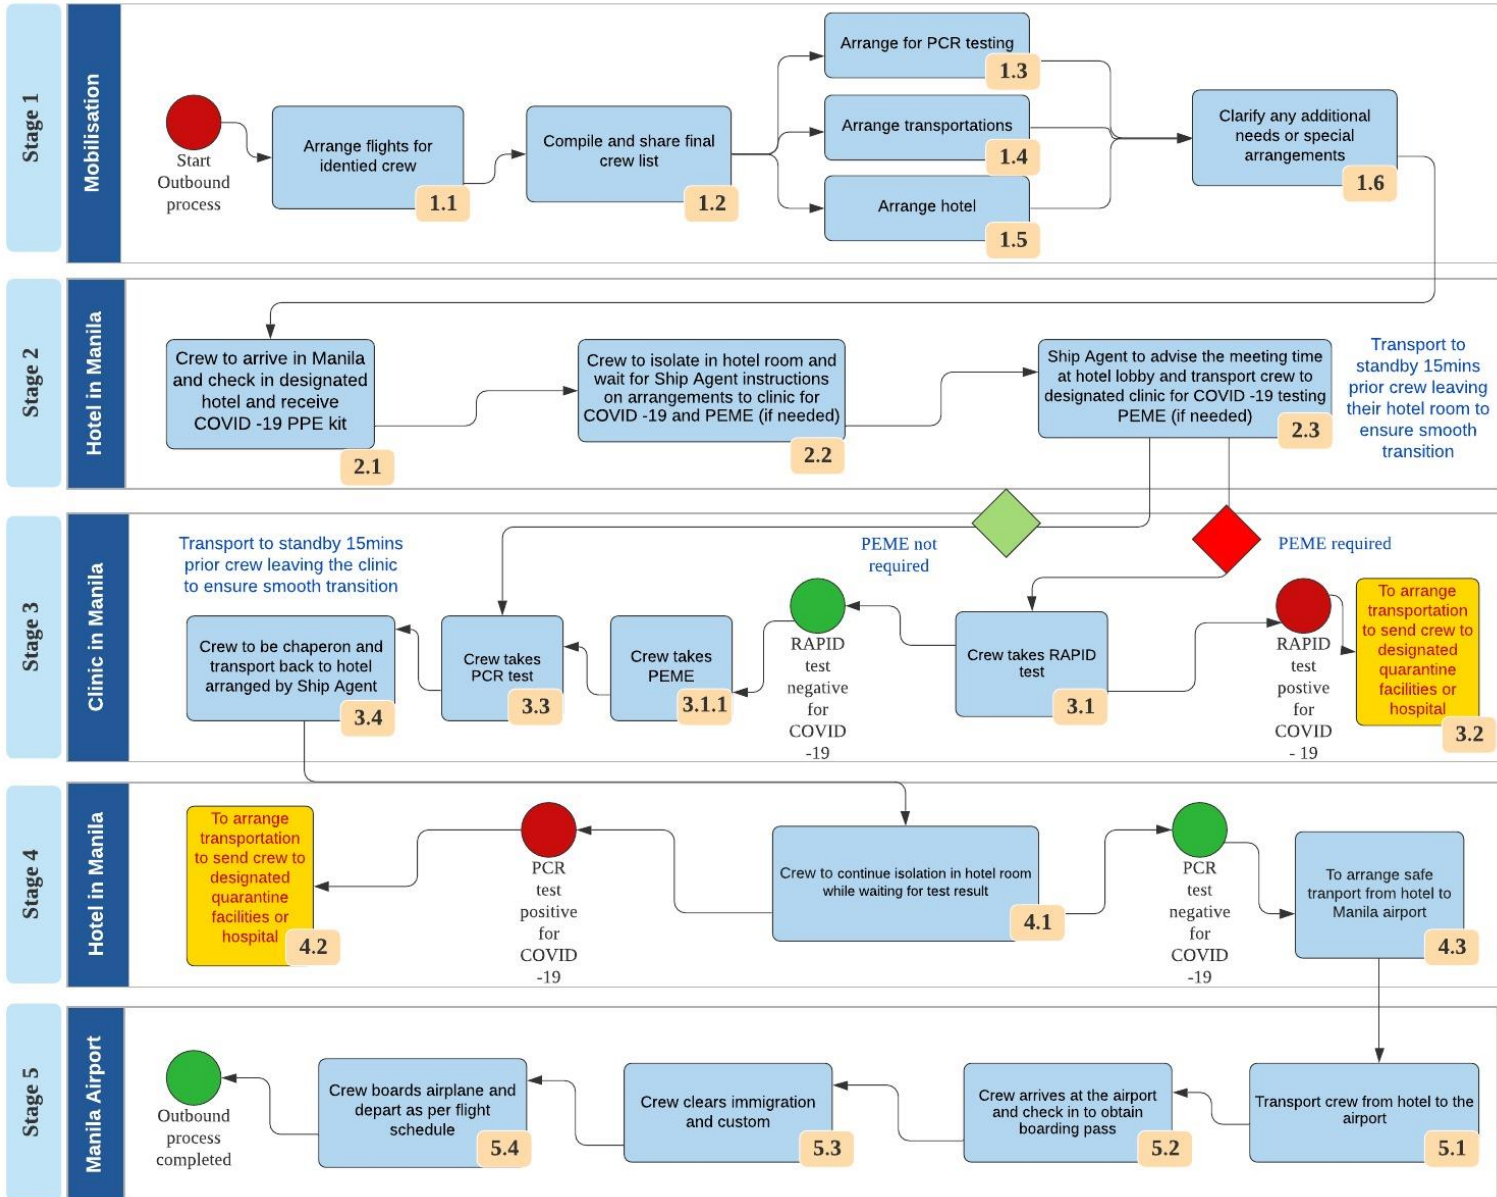 Stage 1
Mobilisation
Start
Outbound
process
Arrange flights for
identied crew
1.1
Compile and share final
crew list
1.2
Arrange for PCR testing
1.3
Arrange transportations
1.4
Arrange hotel
1.5
Clarify any additional
needs or special
arrangements
1.6
Stage 2
Hotel in Manila
Crew to arrive in Manila
and check in designated
hotel and receive
COVID -19 PPE kit
2.1
Crew to isolate in hotel room and
wait for Ship Agent instructions
on arrangements to clinic for
COVID -19 and PEME (if needed)
2.2
Ship Agent to advise the meeting time
at hotel lobby and transport crew to
designated clinic for COVID -19 testing
PEME (if needed)
2.3
Transport to
standby 15mins
prior crew leaving
their hotel room to
ensure smooth
transition
Stage 3
Clinic in Manila
Transport to standby 15mins
prior crew leaving the clinic
to ensure smooth transition
Crew to be chaperon and
transport back to hotel
arranged by Ship Agent
3.4
Crew takes
PCR test
3.3
Crew takes
PEME
3.1.1
PEME not
required
RAPID
test
negative
for
COVID
-19
Crew takes RAPID
test
3.1
PEME required
RAPID
test
postive
for
COVID
- 19
To arrange
transportation
to send crew to
designated
quarantine
facilities or
hospital
3.2
Stage 4
Hotel in Manila
To arrange
transportation
to send crew to
designated
quarantine
facilities or
hospital
4.2
PCR
test
positive
for
COVID
-19
Crew to continue isolation in hotel room
while waiting for test result
4.1
PCR
test
negative
for
COVID
-19
To arrange safe
tranport from hotel to
Manila airport
4.3
Stage 5
Manila Airport
Outbound
process
completed
Crew boards airplane and
depart as per flight
schedule
5.4
Crew clears immigration
and custom
5.3
Crew arrives at the airport
and check in to obtain
boarding pass
5.2
Transport crew from hotel to the
airport
5.1